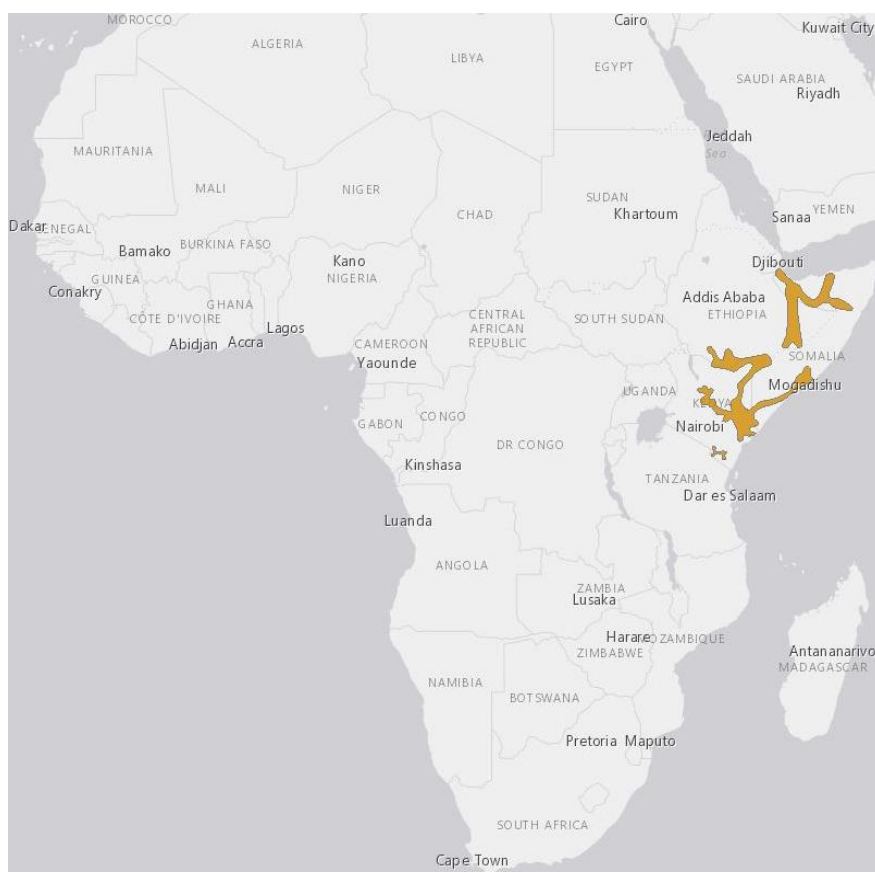 MOROCCO
Cairo
Kuwait City
ALGERIA
LIBYA
EGYPT
SAUDI ARABIA
Riyadh
Jeddah
Sea
MAURITANIA
MALI
NIGER
CHAD
SUDAN
Khartoum
Sanaa
YEMEN
Dakar
SENEGAL
Bamako
BURKINA FASO
Kano
NIGERIA
Djibouti
GUINEA
Conakry
GHANA
CÔTE D'IVOIRE
Abidjan
Accra
Lagos
Addis Ababa
ETHIOPIA
CENTRAL
AFRICAN
REPUBLIC
SOUTH SUDAN
CAMEROON
Yaounde
SOMALIA
Mogadishu
UGANDA
KENYA
Nairobi
GABON
CONGO
DR CONGO
Kinshasa
TANZANIA
Dar es Salaam
Luanda
ANGOLA
ZAMBIA
Lusaka
Harare
MOZAMBIQUE
ZIMBABWE
Antananarivo
MADAGASCAR
NAMIBIA
BOTSWANA
Pretoria
Maputo
SOUTH AFRICA
Cape Town